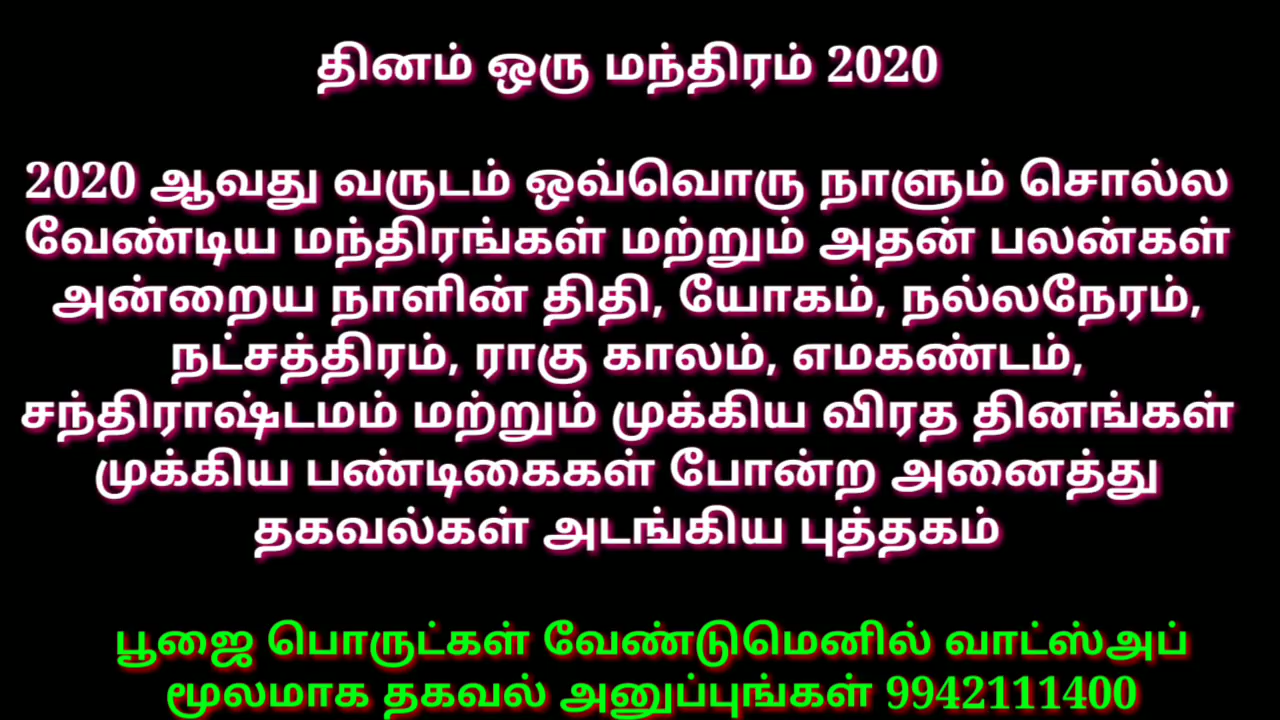 தினம் ஒரு மந்திரம் 2020
2020 ஆவது வருடம் ஒவ்வொரு நாளும் சொல்ல
வேண்டிய மந்திரங்கள் மற்றும் அதன் பலன்கள்
அன்றைய நாளின் திதி, யோகம், நல்லநேரம்,
நட்சத்திரம், ராகு காலம், எமகண்டம்,
சந்திராஷ்டமம் மற்றும் முக்கிய விரத தினங்கள்
முக்கிய பண்டிகைகள் போன்ற அனைத்து
தகவல்கள் அடங்கிய புத்தகம்
பூஜை பொருட்கள் வேண்டுமெனில் வாட்ஸ்அப்
மூலமாக தகவல் அனுப்புங்கள் 9942111400